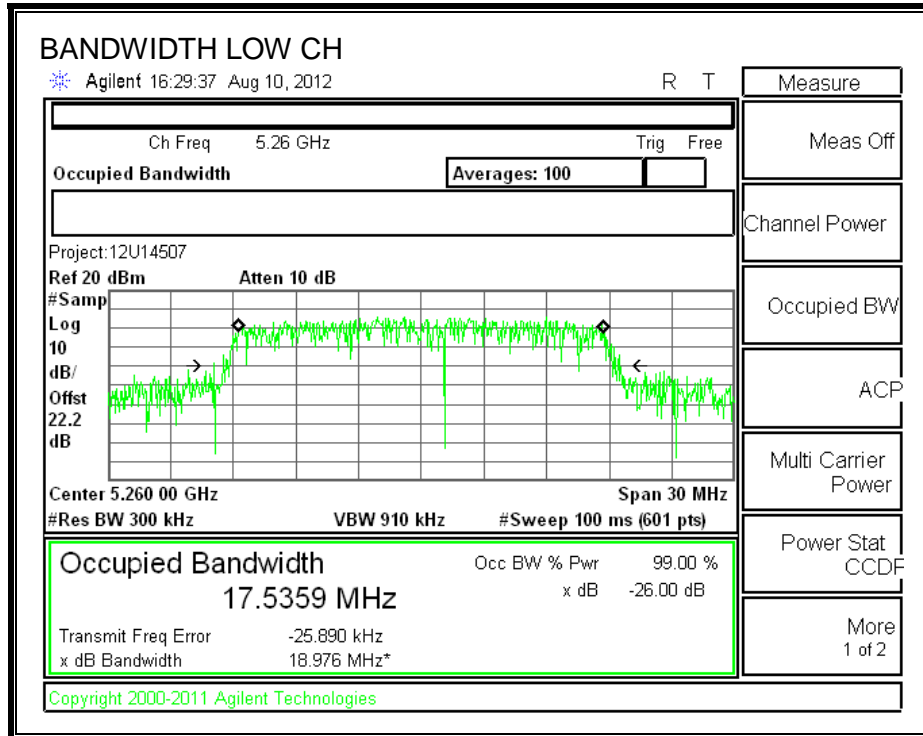 BANDWIDTH LOW CH
Agilent 16:29:37 Aug 10, 2012 R T
Measure
Ch Freq 5.26 GHz Trig Free
Meas Off
Occupied Bandwidth Averages: 100
Channel Power
Project:12U14507
Ref 20 dBm Atten 10 dB
#Samp
Log
10
dB/
Offst
22.2
dB
Occupied BW
ACP
Multi Carrier
Power
Center 5.260 00 GHz Span 30 MHz
#Res BW 300 kHz VBW 910 kHz #Sweep 100 ms (601 pts)
Power Stat
CCDF
Occupied Bandwidth Occ BW % Pwr 99.00 %
17.5359 MHz x dB -26.00 dB
Transmit Freq Error -25.890 kHz
x dB Bandwidth 18.976 MHz*
More
1 of 2
Copyright 2000-2011 Agilent Technologies